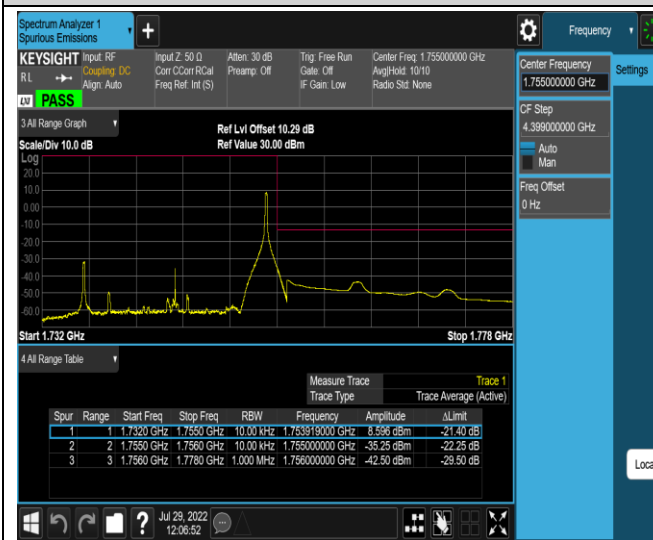 Spectrum Analyzer 1
Spurious Emissions
Frequency
KEYSIGHT
R L
Input: RF
Coupling: DC
Align: Auto
Input Z: 50 Ω
Corr CCorr RCal
Freq Ref: Int (S)
Atten: 30 dB
Preamp: Off
Trig: Free Run
Gate: Off
IF Gain: Low
Center Freq: 1.755000000 GHz
Avg|Hold: 10/10
Radio Std: None
PASS
Center Frequency
1.755000000 GHz
Settings
CF Step
4.399000000 GHz
Auto
Man
Freq Offset
0 Hz
3 All Range Graph
Scale/Div 10.0 dB
Ref Lvl Offset 10.29 dB
Ref Value 30.00 dBm
Log
20.0
10.0
0.00
-10.0
-20.0
-30.0
-40.0
-50.0
-60.0
Start 1.732 GHz
Stop 1.778 GHz
4 All Range Table
Measure Trace Trace 1
Trace Type Trace Average (Active)
Spur Range Start Freq Stop Freq RBW Frequency Amplitude ΔLimit
1 1 1.7320 GHz 1.7550 GHz 10.00 kHz 1.753919000 GHz 8.596 dBm -21.40 dB
2 2 1.7550 GHz 1.7560 GHz 10.00 kHz 1.755000000 GHz -35.25 dBm -22.25 dB
3 3 1.7560 GHz 1.7780 GHz 1.000 MHz 1.756000000 GHz -42.50 dBm -29.50 dB
Loca
Jul 29, 2022
12:06:52